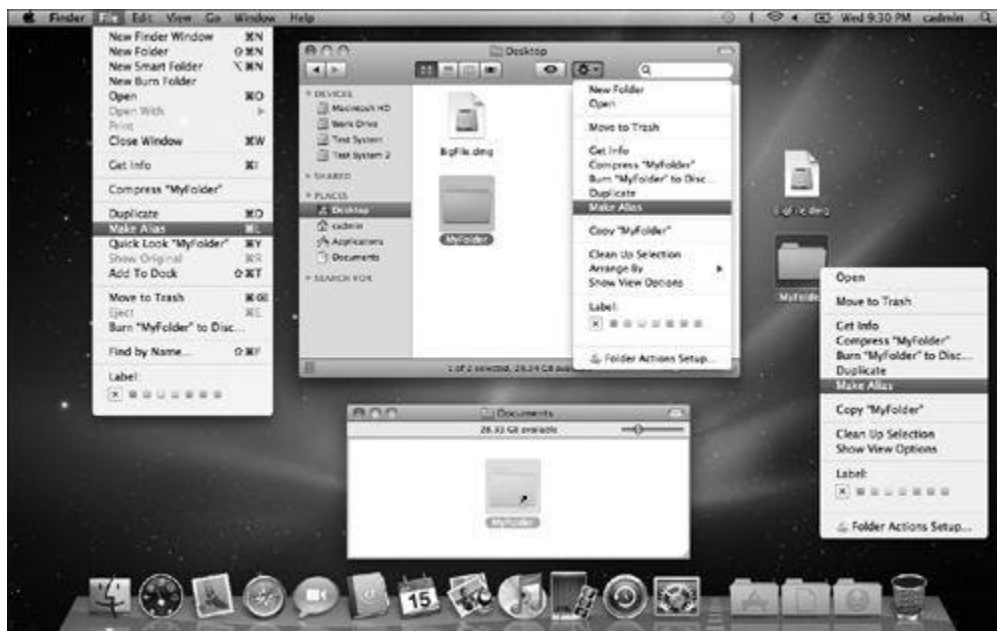 Finder File Edit View Go Window Help
Wed 9:30 PM cadmin
New Finder Window ⌘N
New Folder ⇧⌘N
New Smart Folder ⌥⌘N
New Burn Folder
Open ⌘O
Open With
Print
Close Window ⌘W
Get Info ⌘I
Compress "MyFolder"
Duplicate ⌘D
Make Alias ⌘L
Quick Look "MyFolder" ⌘Y
Show Original ⌘R
Add To Dock ⇧⌘T
Move to Trash ⌘⌫
Eject ⌘E
Burn "MyFolder" to Disc...
Find by Name... ⇧⌘F
Label:
Desktop
DEVICES
Macintosh HD
Work Drive
Test System
Test System 2
SHARED
PLACES
Desktop
cadmin
Applications
Documents
SEARCH FOR
BigFile.dmg
MyFolder
1 of 2 selected, 28.34 GB
New Folder
Open
Move to Trash
Get Info
Compress "MyFolder"
Burn "MyFolder" to Disc...
Duplicate
Make Alias
Copy "MyFolder"
Clean Up Selection
Arrange By
Show View Options
Label:
Folder Actions Setup...
BigFile.dmg
MyFolder
Open
Move to Trash
Get Info
Compress "MyFolder"
Burn "MyFolder" to Disc...
Duplicate
Make Alias
Copy "MyFolder"
Clean Up Selection
Show View Options
Label:
Folder Actions Setup...
Documents
28.33 GB available
MyFolder
15